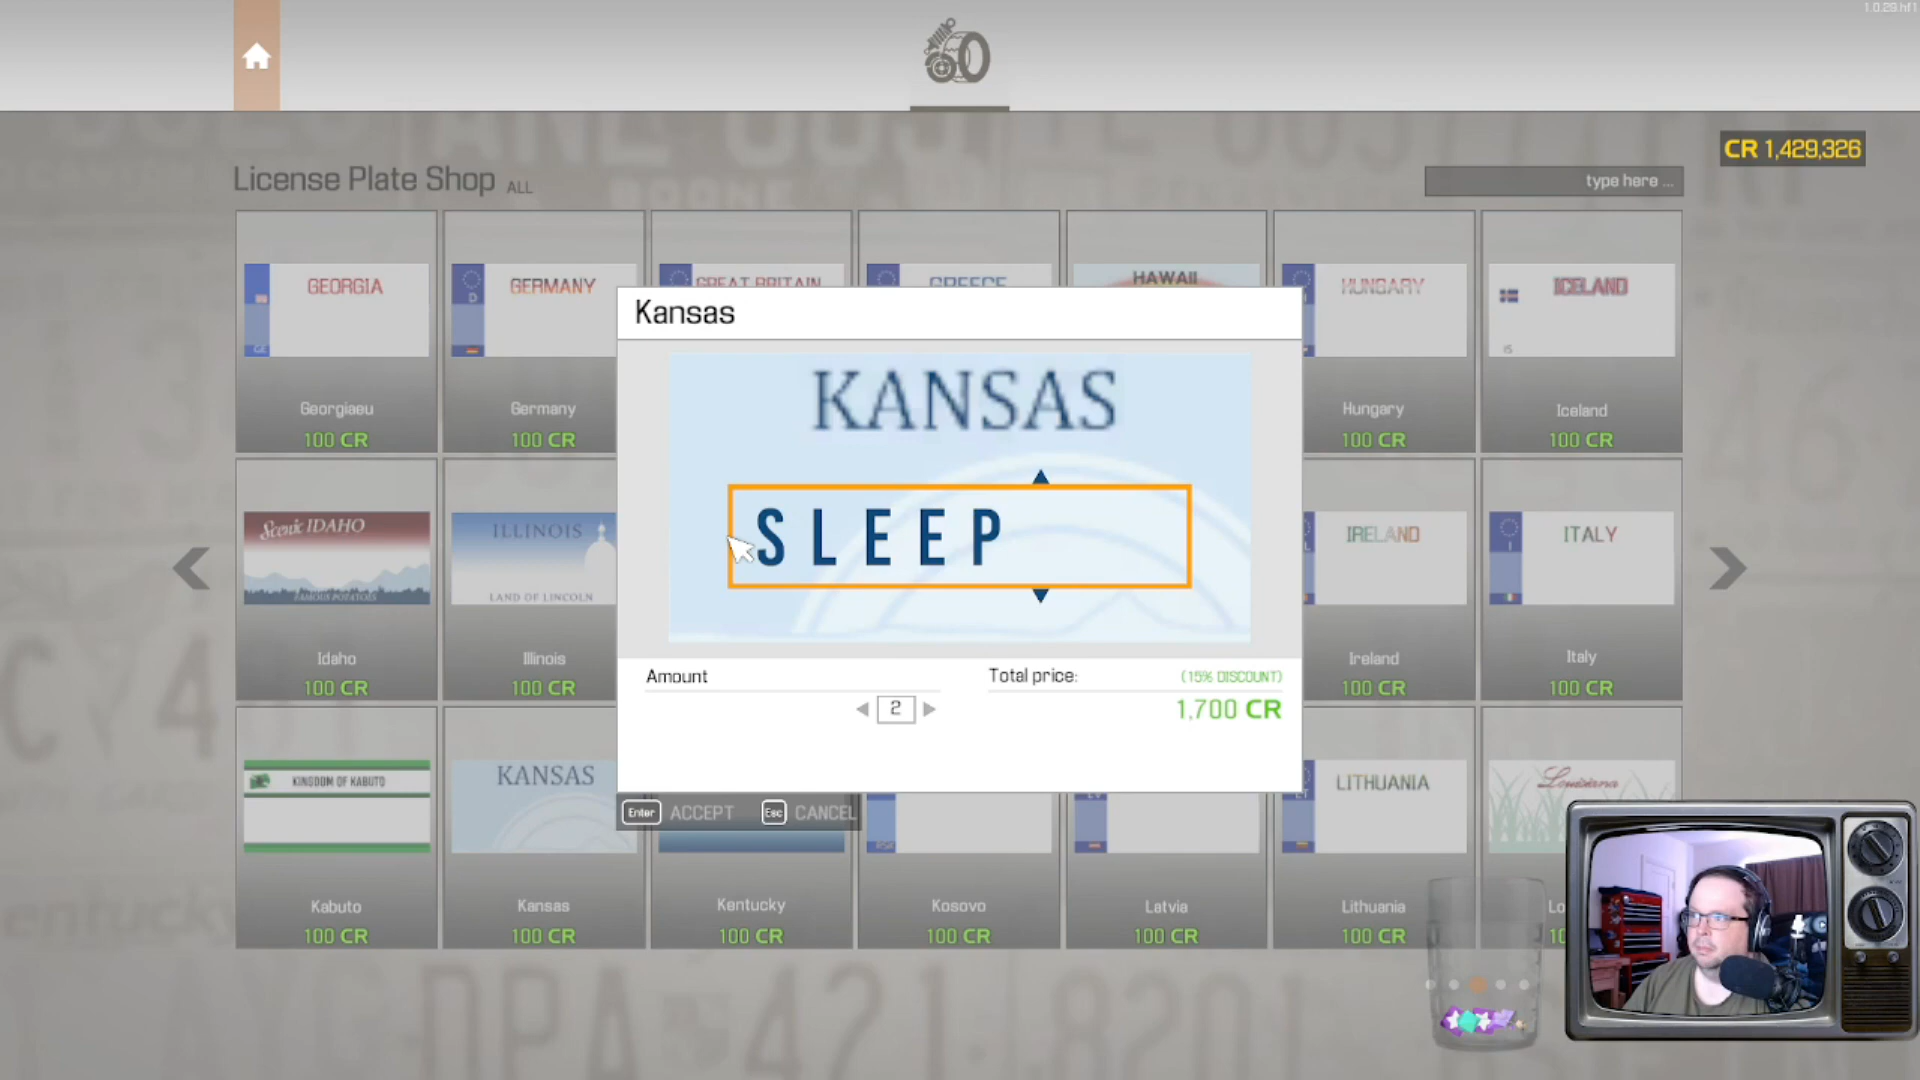 1.0.29.hf1
CR 1,429,326
License Plate Shop ALL
type here ...
GEORGIA
GERMANY
GREAT BRITAIN
GREECE
HAWAII
HUNGARY
ICELAND
D
GE
IS
Georgiaeu
Germany
Hungary
Iceland
100 CR
100 CR
100 CR
100 CR
Kansas
KANSAS
SLEEP
Amount
2
Total price:
(15% DISCOUNT)
1,700 CR
Enter ACCEPT
Esc CANCEL
Scenic IDAHO
FAMOUS POTATOES
ILLINOIS
LAND OF LINCOLN
IRELAND
I
ITALY
Idaho
Illinois
Ireland
Italy
100 CR
100 CR
100 CR
100 CR
KINGDOM OF KABUTO
KANSAS
LITHUANIA
Louisiana
Kabuto
Kansas
Kentucky
Kosovo
Latvia
Lithuania
Lo
100 CR
100 CR
100 CR
100 CR
100 CR
100 CR
10